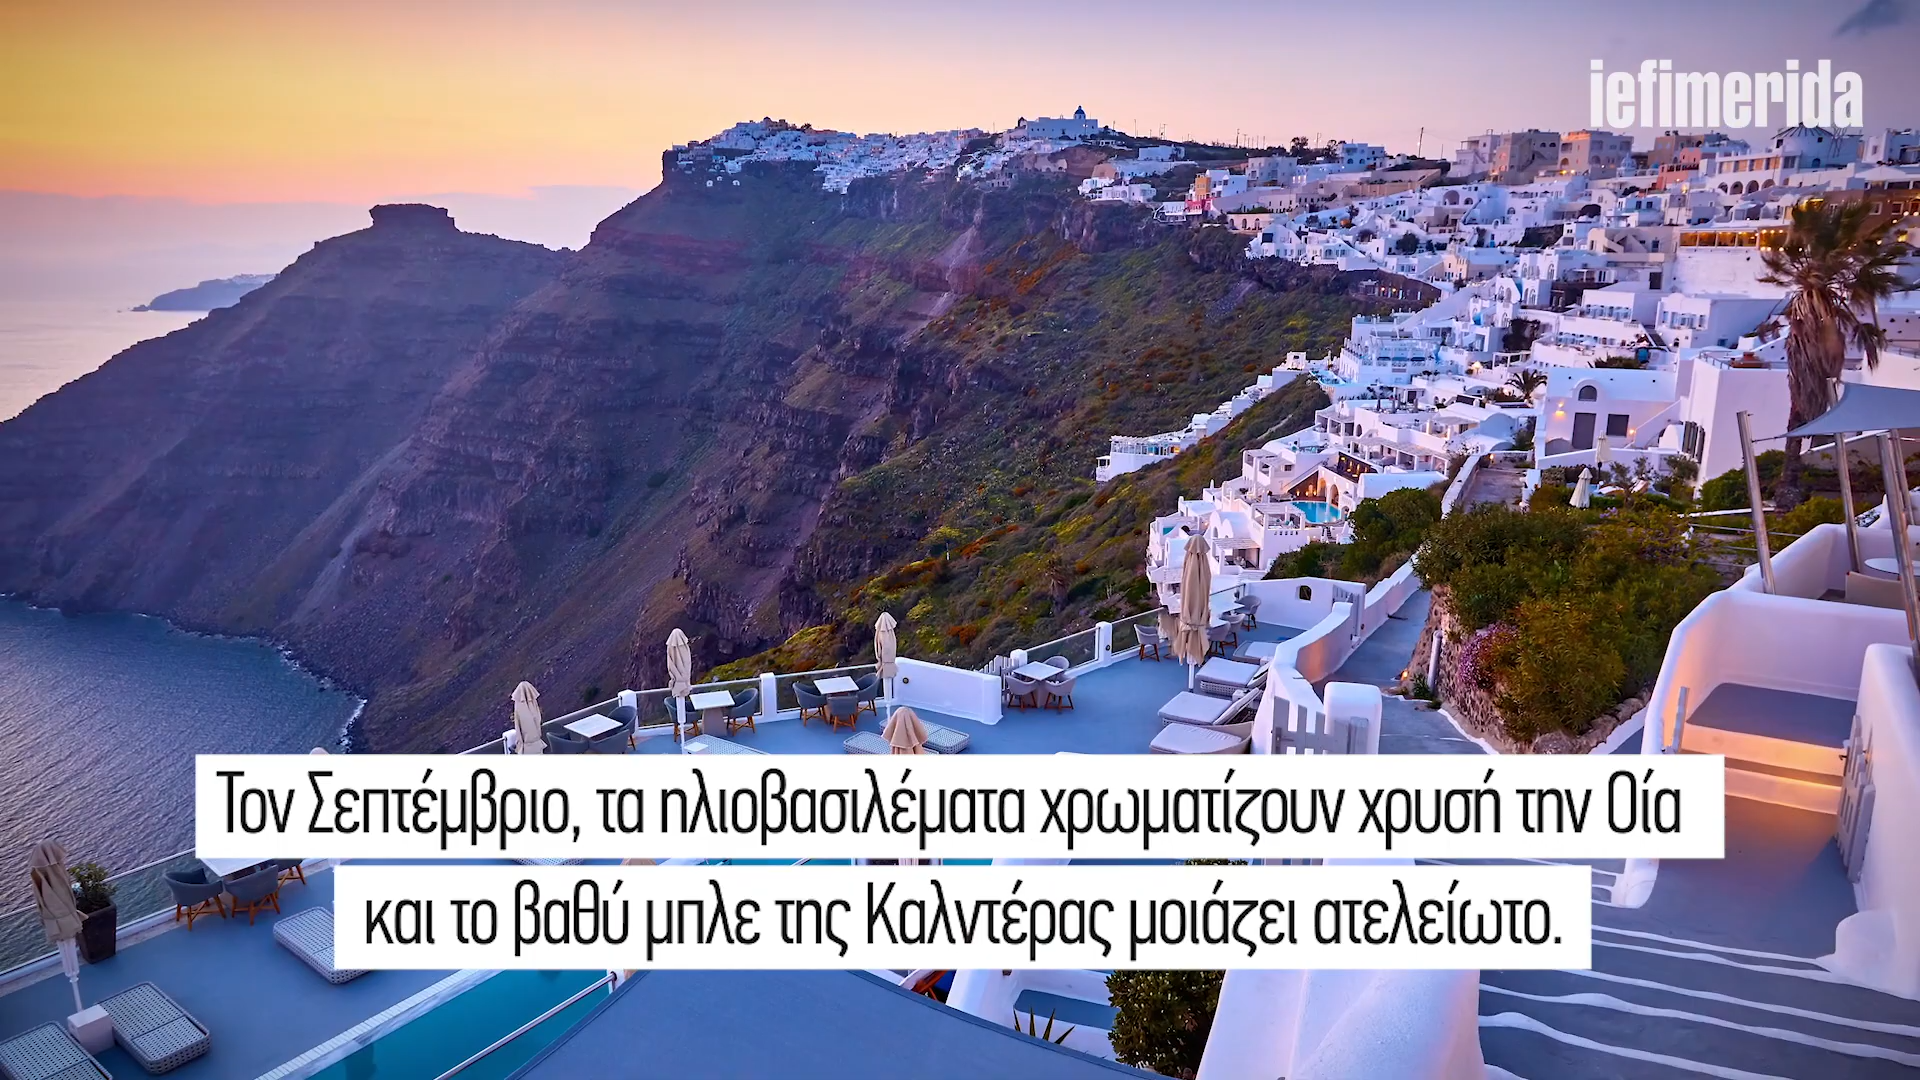 iefimerida
Τον Σεπτέμβριο, τα ηλιοβασιλέματα χρωματίζουν χρυσή την Οία
και το βαθύ μπλε της Καλντέρας μοιάζει ατελείωτο.